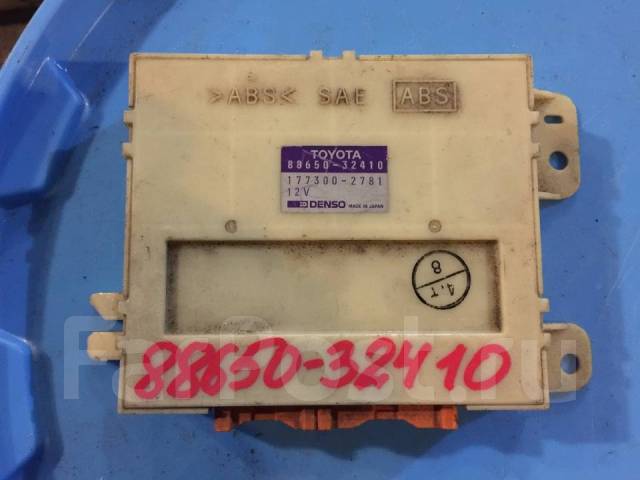 >ABS< SAE ABS
TOYOTA
88650-32410
177300-2781
12V
DENSO MADE IN JAPAN
A.T
8
88650-32410
FarPost.ru